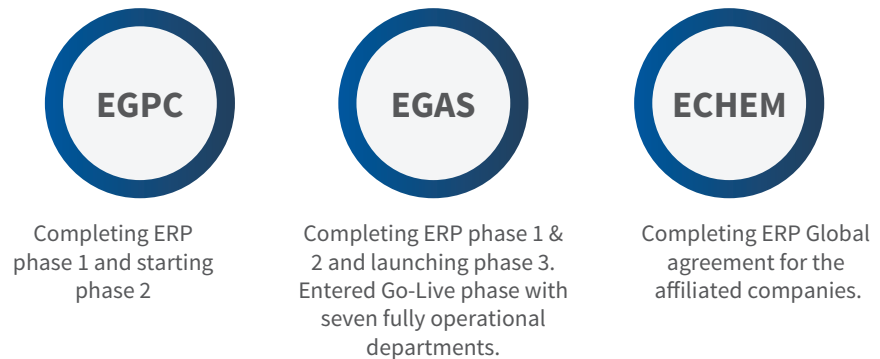 EGPC
Completing ERP
phase 1 and starting
phase 2
EGAS
Completing ERP phase 1 &
2 and launching phase 3.
Entered Go-Live phase with
seven fully operational
departments.
ECHEM
Completing ERP Global
agreement for the
affiliated companies.